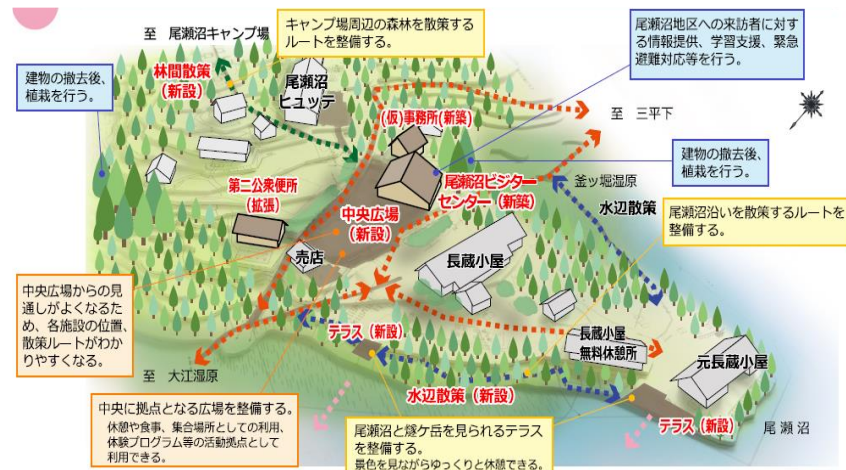 至 尾瀬沼キャンプ場
キャンプ場周辺の森林を散策する
ルートを整備する。
尾瀬沼地区への来訪者に対す
る情報提供、学習支援、緊急
避難対応等を行う。
建物の撤去後、
植栽を行う。
林間散策
(新設)
尾瀬沼
ヒュッテ
(仮)事務所(新築)
至 三平下
第二公衆便所
(拡張)
尾瀬沼ビジター
センター(新築)
建物の撤去後、
植栽を行う。
釜ッ堀湿原
水辺散策
中央広場
(新設)
尾瀬沼沿いを散策するルートを
整備する。
売店
長蔵小屋
中央広場からの見
通しがよくなるた
め、各施設の位置、
散策ルートがわか
りやすくなる。
テラス(新設)
長蔵小屋
無料休憩所
元長蔵小屋
至 大江湿原
水辺散策(新設)
テラス(新設)
尾瀬沼
中央に拠点となる広場を整備する。
休憩や食事、集合場所としての利用、
体験プログラム等の活動拠点として
利用できる。
尾瀬沼と燧ケ岳を見られるテラス
を整備する。
景色を見ながらゆっくりと休憩できる。